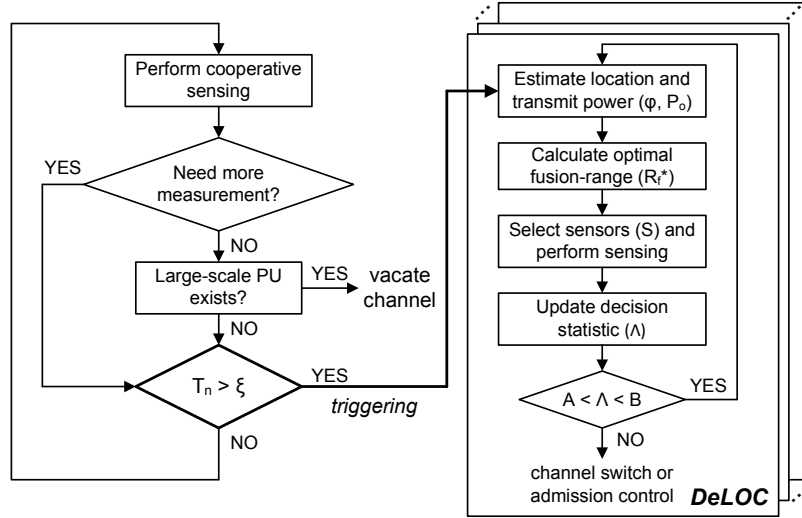 Perform cooperative
sensing
YES
Need more
measurement?
NO
Large-scale PU
exists?
YES
vacate
channel
NO
Tₙ > ξ
YES
triggering
NO
Estimate location and
transmit power (φ, Pₒ)
Calculate optimal
fusion-range (R_f*)
Select sensors (S) and
perform sensing
Update decision
statistic (Λ)
A < Λ < B
YES
NO
channel switch or
admission control
DeLOC